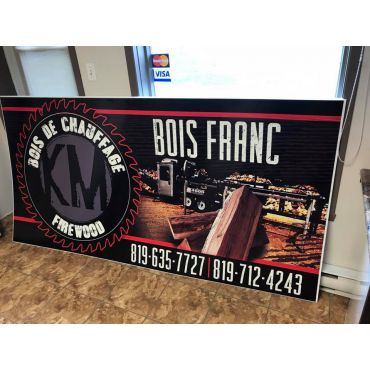 MasterCard
VISA
BOIS DE CHAUFFAGE
KM
FIREWOOD
BOIS FRANC
819-635-7727 | 819-712-4243